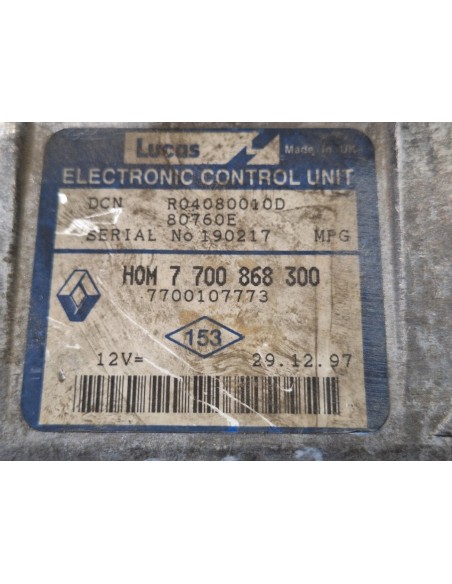 Lucas
Made in UK
ELECTRONIC CONTROL UNIT
DCN R04080010D
80760E
SERIAL No 190217 MPG
HOM 7 700 868 300
7700107773
153
12V= 29.12.97